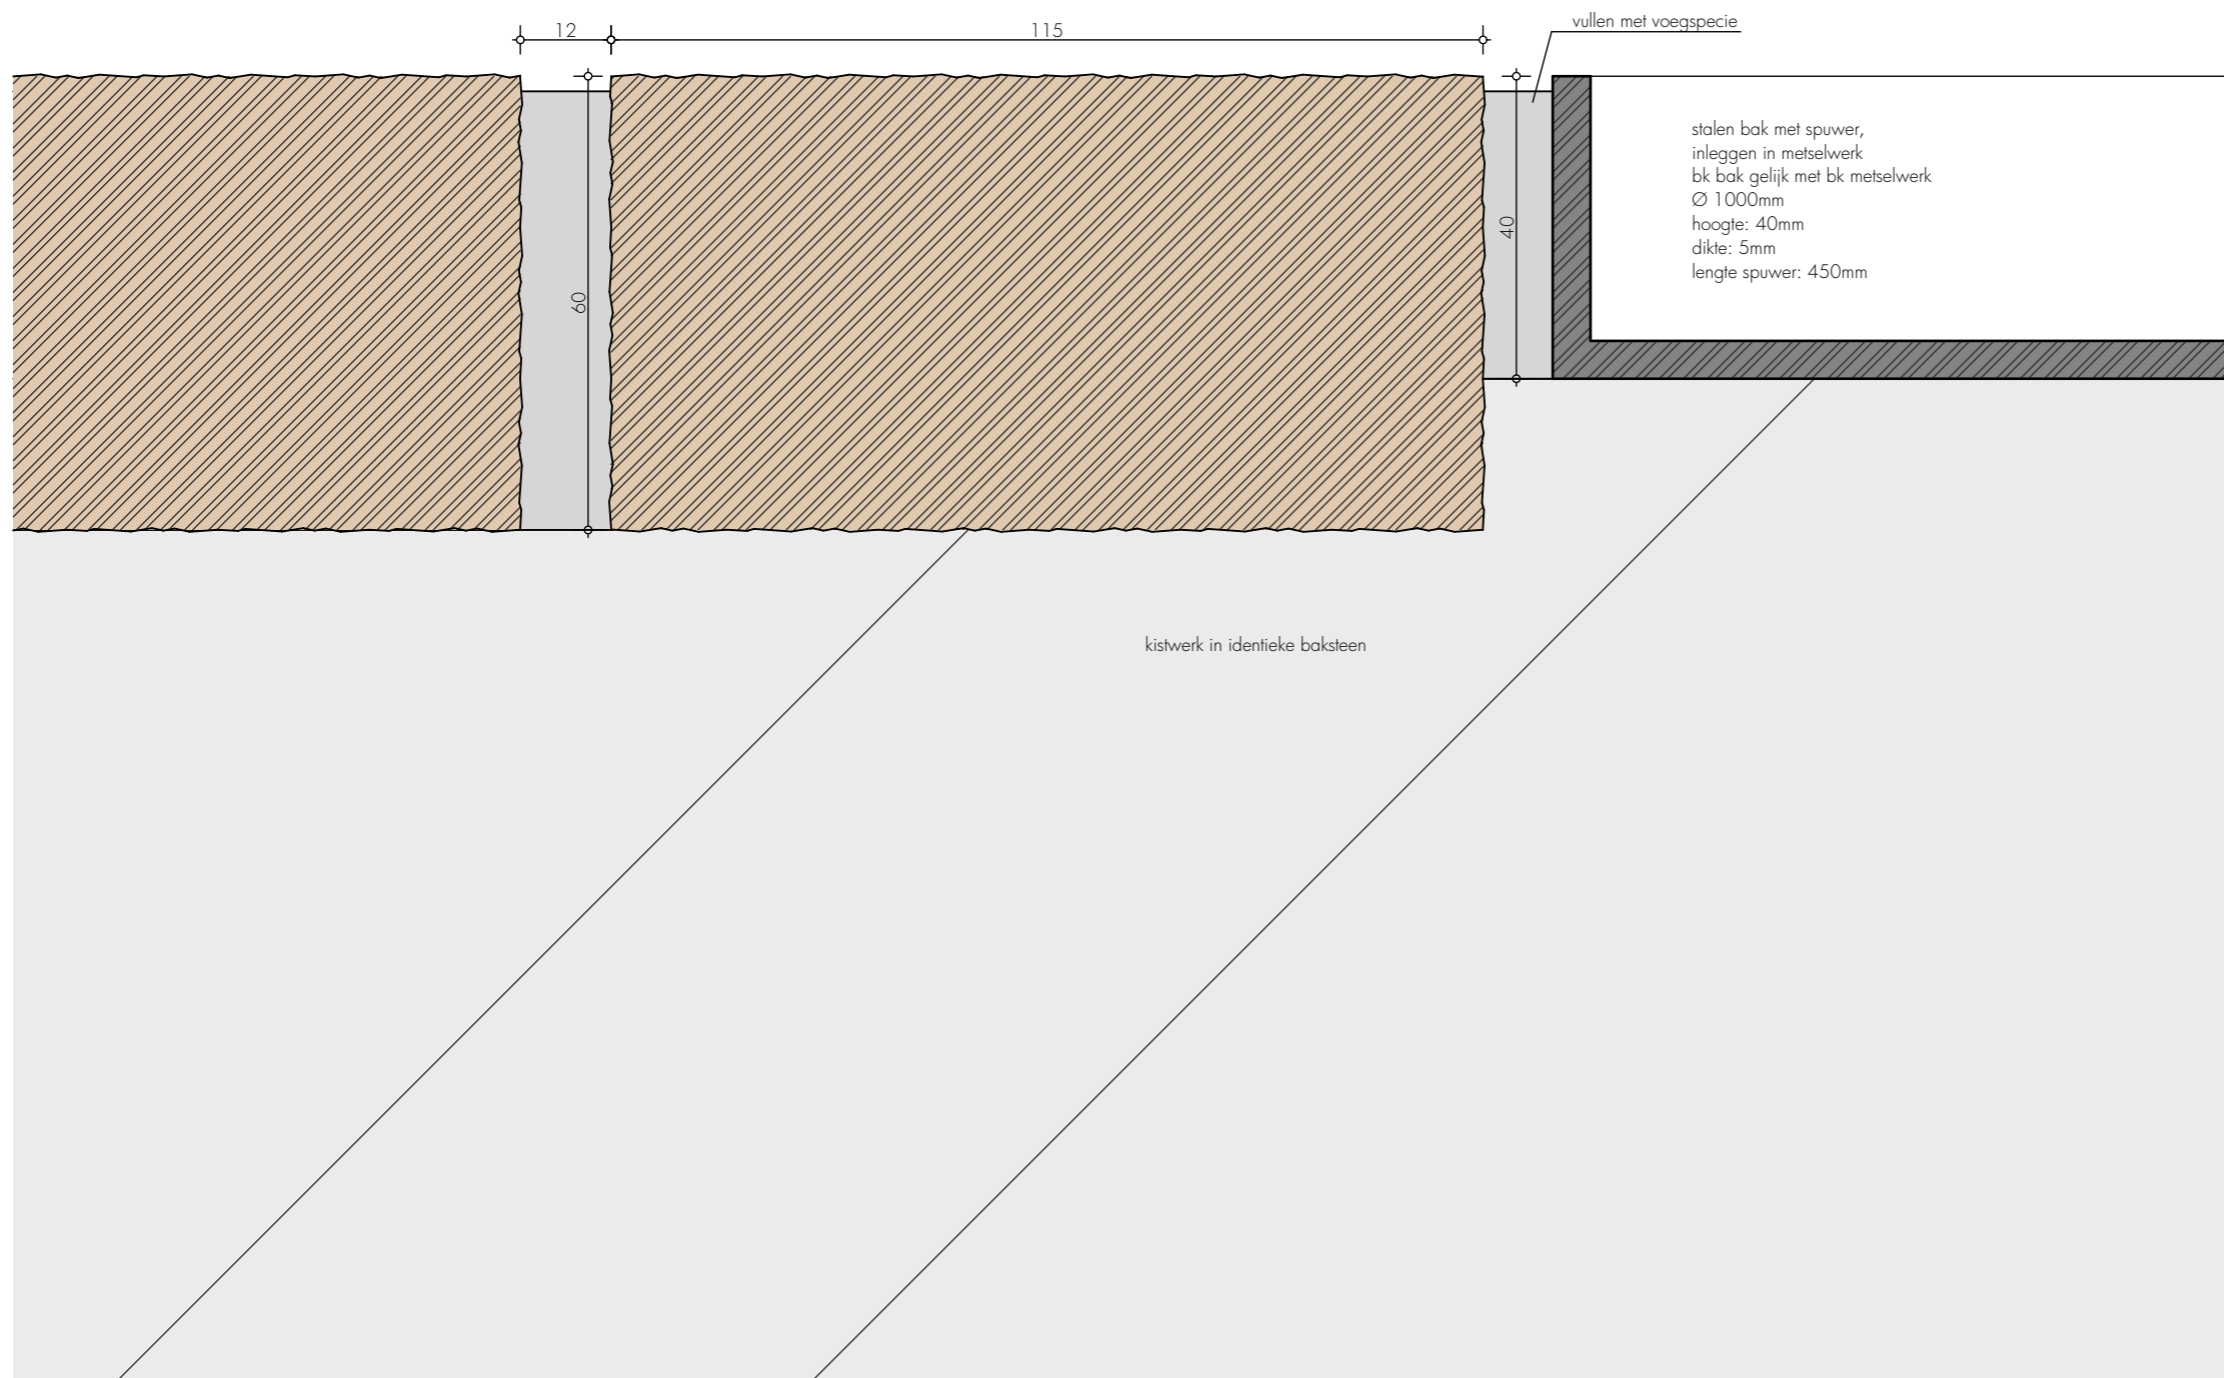 12
115
vullen met voegspecie
stalen bak met spuwer,
inleggen in metselwerk
bk bak gelijk met bk metselwerk
Ø 1000mm
hoogte: 40mm
dikte: 5mm
lengte spuwer: 450mm
40
60
kistwerk in identieke baksteen